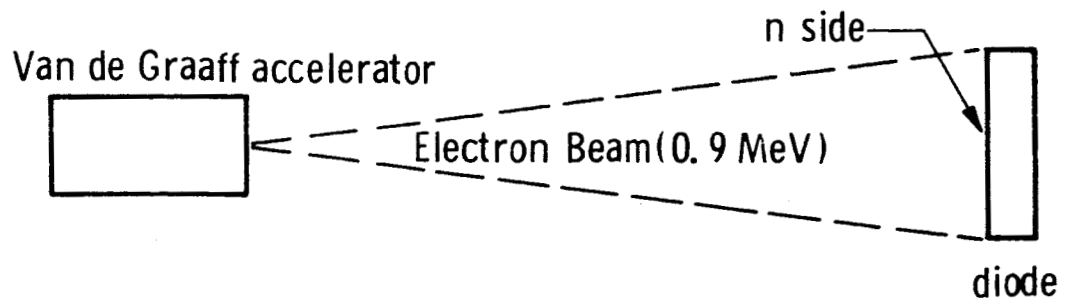 n side
Van de Graaff accelerator
Electron Beam(0.9 MeV)
diode